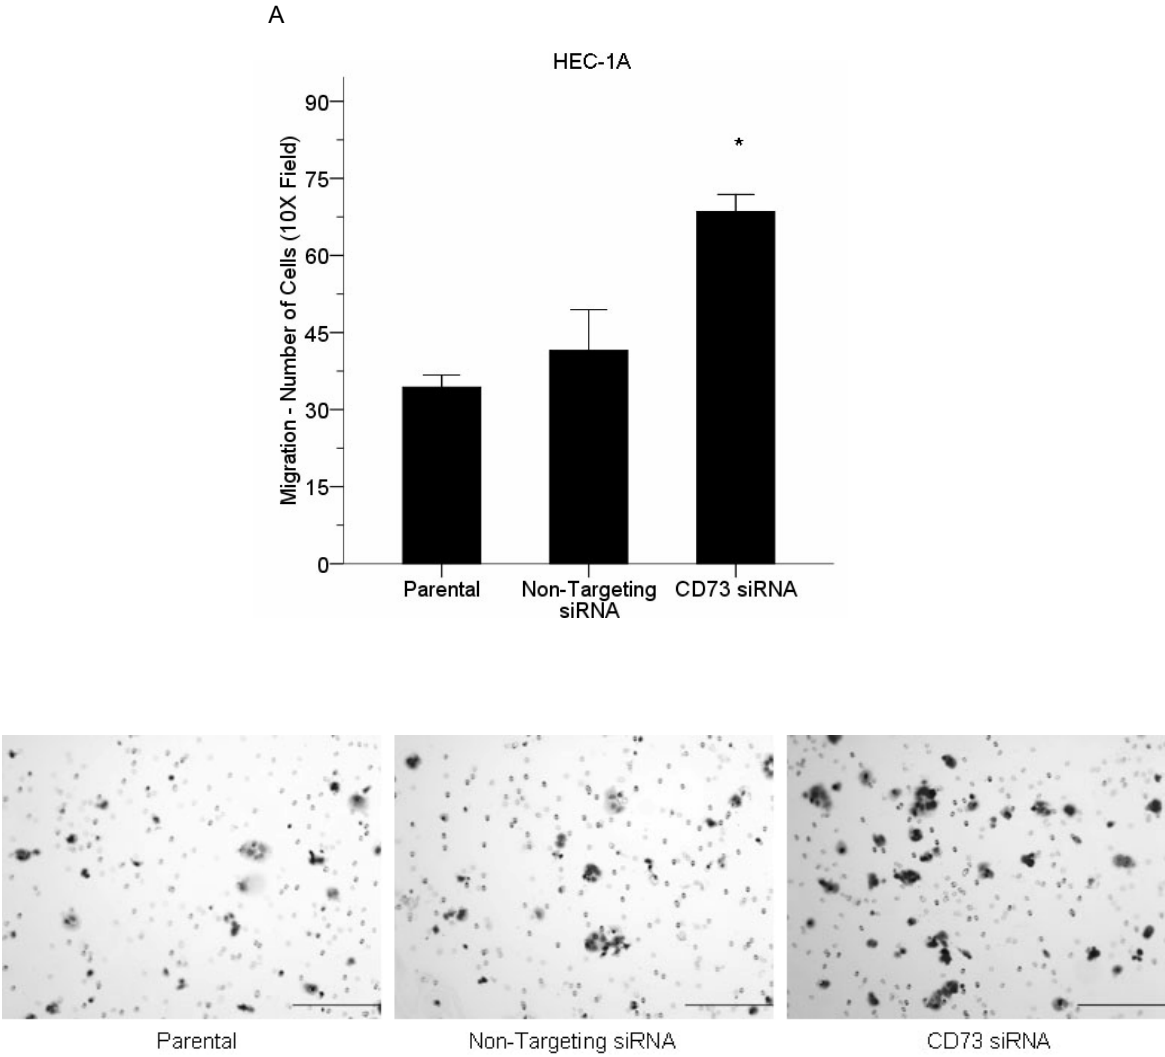 A
HEC-1A
Migration - Number of Cells (10X Field)
90
75
60
45
30
15
0
*
Parental
Non-Targeting
siRNA
CD73 siRNA
Parental
Non-Targeting siRNA
CD73 siRNA